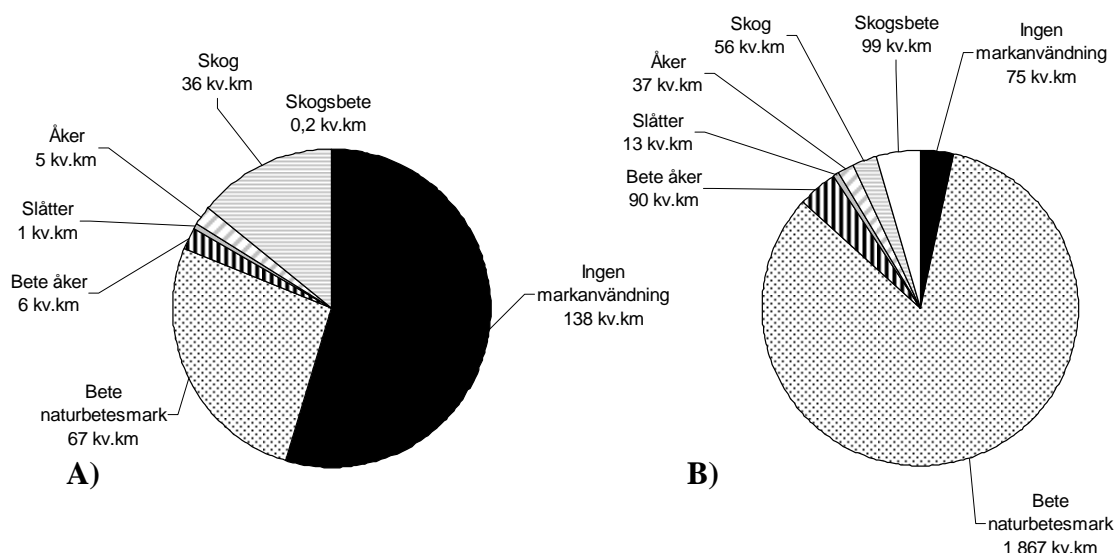 Skog
36 kv.km
Skogsbete
0,2 kv.km
Åker
5 kv.km
Slåtter
1 kv.km
Bete åker
6 kv.km
Bete
naturbetesmark
67 kv.km
Ingen
markanvändning
138 kv.km
A)
Skog
56 kv.km
Skogsbete
99 kv.km
Ingen
markanvändning
75 kv.km
Åker
37 kv.km
Slåtter
13 kv.km
Bete åker
90 kv.km
B)
Bete
naturbetesmark
1 867 kv.km